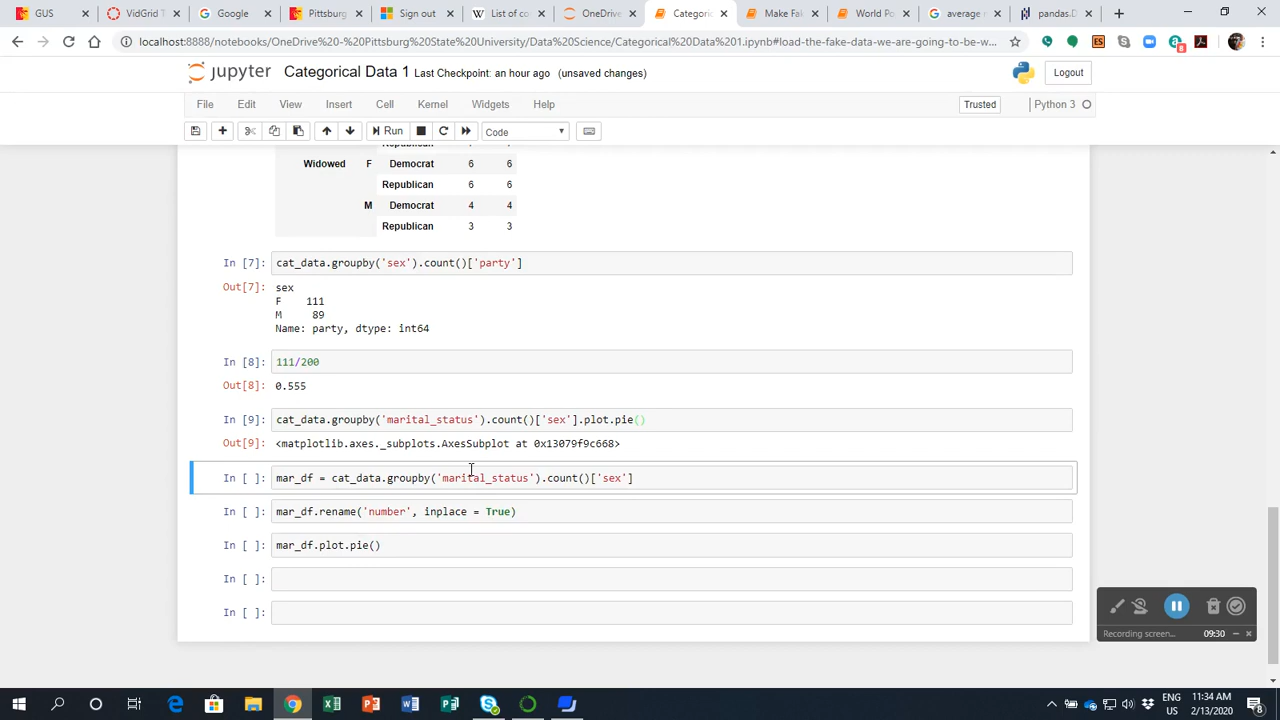 GUS
VidGrid T
Google
Pittsburg
Sign out
List of co
OneDrive
Categoric
Make Fak
World Po
average n
pandas.D
localhost:8888/notebooks/OneDrive%20-%20Pittsburg%20State%20University/Data%20Science/Categorical%20Data%201.ipynb#load-the-fake-data-we-are-going-to-be-w...
jupyter Categorical Data 1 Last Checkpoint: an hour ago (unsaved changes)
Logout
File Edit View Insert Cell Kernel Widgets Help
Trusted
Python 3
Run
Code
Widowed F Democrat 6 6
Republican 6 6
M Democrat 4 4
Republican 3 3
In [7]: cat_data.groupby('sex').count()['party']
Out[7]: sex
F 111
M 89
Name: party, dtype: int64
In [8]: 111/200
Out[8]: 0.555
In [9]: cat_data.groupby('marital_status').count()['sex'].plot.pie()
Out[9]: <matplotlib.axes._subplots.AxesSubplot at 0x13079f9c668>
In [ ]: mar_df = cat_data.groupby('marital_status').count()['sex']
In [ ]: mar_df.rename('number', inplace = True)
In [ ]: mar_df.plot.pie()
In [ ]:
In [ ]:
Recording screen... 09:30
ENG 11:34 AM
US 2/13/2020